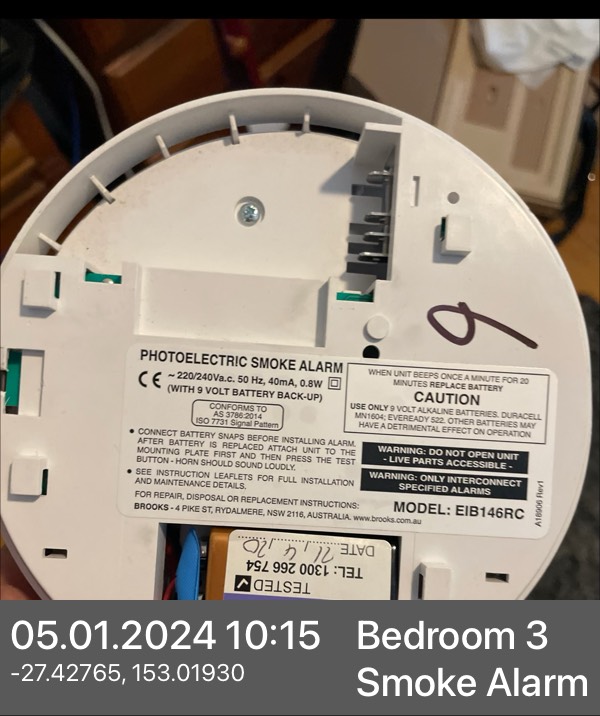 9
PHOTOELECTRIC SMOKE ALARM
CE ~ 220/240Va.c. 50 Hz, 40mA, 0.8W
(WITH 9 VOLT BATTERY BACK-UP)
CONFORMS TO
AS 3786:2014
ISO 7731 Signal Pattern
• CONNECT BATTERY SNAPS BEFORE INSTALLING ALARM.
AFTER BATTERY IS REPLACED ATTACH UNIT TO THE
MOUNTING PLATE FIRST AND THEN PRESS THE TEST
BUTTON - HORN SHOULD SOUND LOUDLY.
• SEE INSTRUCTION LEAFLETS FOR FULL INSTALLATION
AND MAINTENANCE DETAILS.
FOR REPAIR, DISPOSAL OR REPLACEMENT INSTRUCTIONS:
BROOKS - 4 PIKE ST, RYDALMERE, NSW 2116, AUSTRALIA. www.brooks.com.au
WHEN UNIT BEEPS ONCE A MINUTE FOR 20
MINUTES REPLACE BATTERY
CAUTION
USE ONLY 9 VOLT ALKALINE BATTERIES. DURACELL
MN1604; EVEREADY 522. OTHER BATTERIES MAY
HAVE A DETRIMENTAL EFFECT ON OPERATION
WARNING: DO NOT OPEN UNIT
- LIVE PARTS ACCESSIBLE -
WARNING: ONLY INTERCONNECT
SPECIFIED ALARMS
MODEL: EIB146RC
A18906 Rev1
TESTED
TEL: 1300 266 754
DATE 21,4,20
05.01.2024 10:15
-27.42765, 153.01930
Bedroom 3
Smoke Alarm